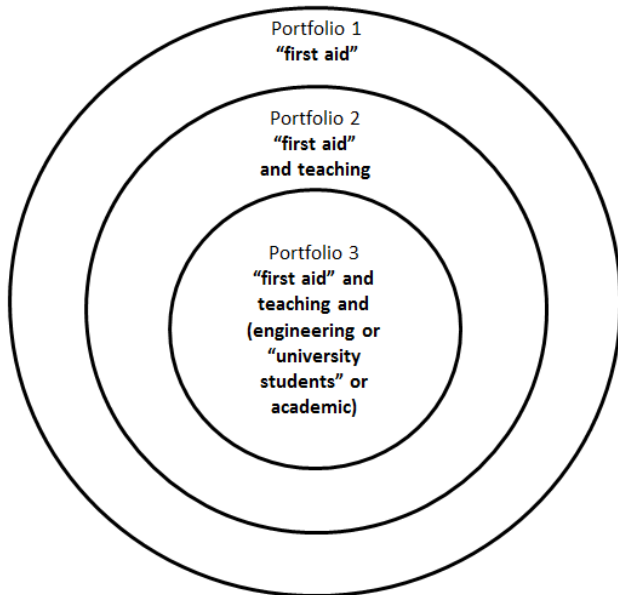 Portfolio 1
“first aid”
Portfolio 2
“first aid”
and teaching
Portfolio 3
“first aid” and
teaching and
(engineering or
“university
students” or
academic)